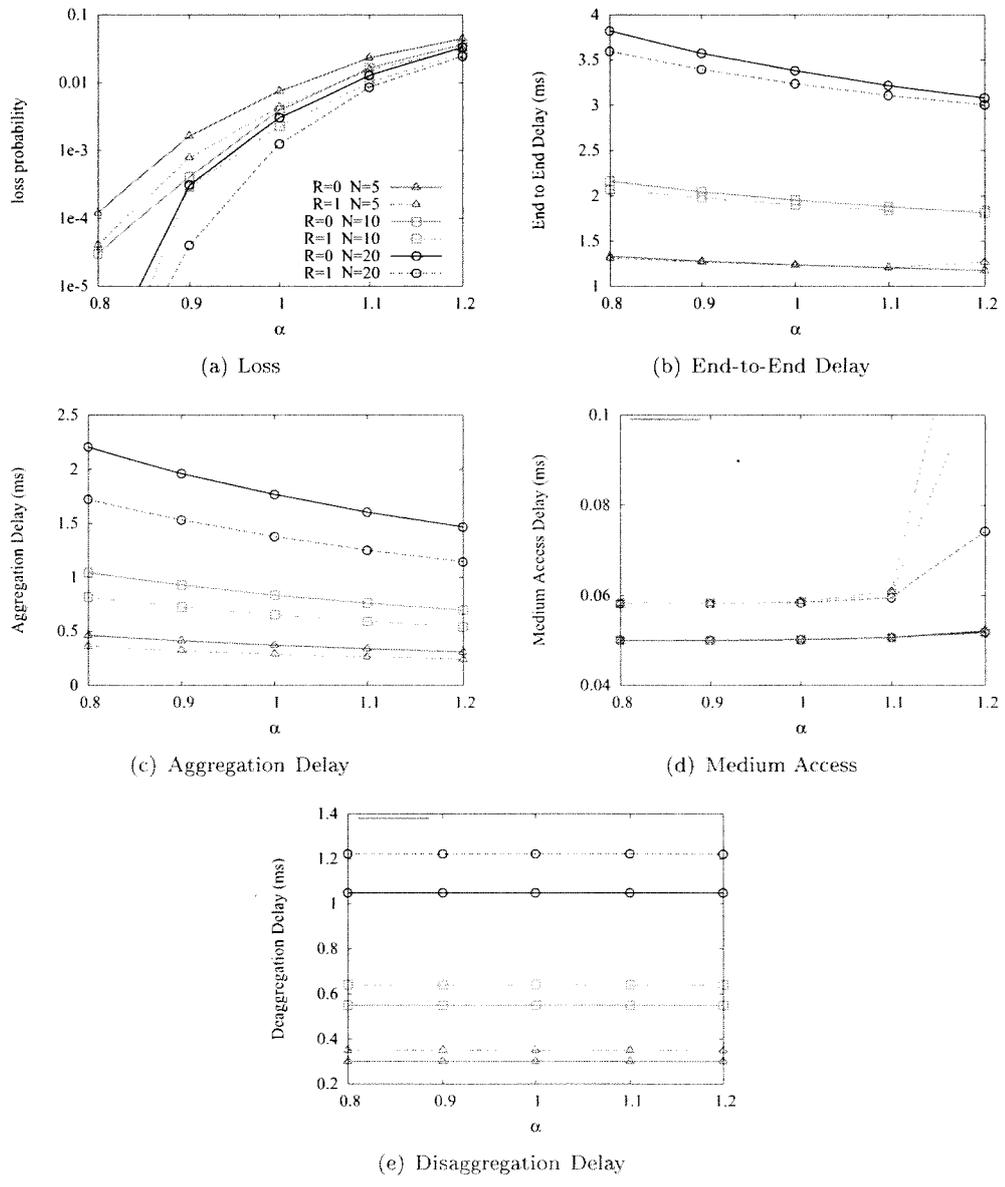 0.1
0.01
1e-3
1e-4
1e-5
loss probability
R=0 N=5
R=1 N=5
R=0 N=10
R=1 N=10
R=0 N=20
R=1 N=20
0.8 0.9 1 1.1 1.2
α
(a) Loss
4
3.5
3
2.5
2
1.5
1
End to End Delay (ms)
0.8 0.9 1 1.1 1.2
α
(b) End-to-End Delay
2.5
2
1.5
1
0.5
0
Aggregation Delay (ms)
0.8 0.9 1 1.1 1.2
α
(c) Aggregation Delay
0.1
0.08
0.06
0.04
Medium Access Delay (ms)
0.8 0.9 1 1.1 1.2
α
(d) Medium Access
1.4
1.2
1
0.8
0.6
0.4
0.2
Deaggregation Delay (ms)
0.8 0.9 1 1.1 1.2
α
(e) Disaggregation Delay